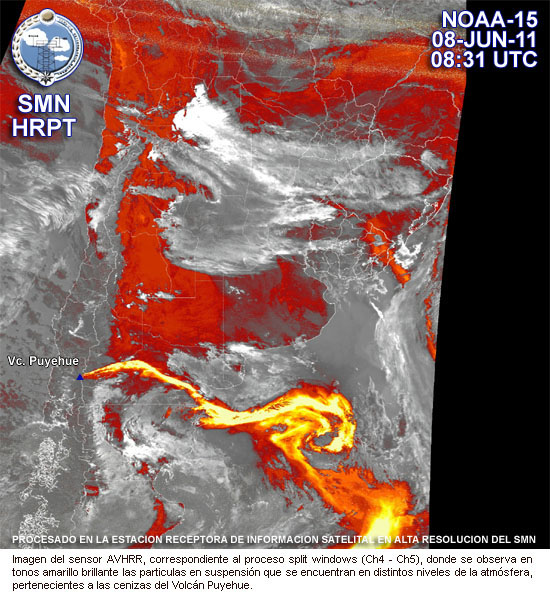 NOAA-15
08-JUN-11
08:31 UTC
SMN
HRPT
Vc. Puyehue
PROCESADO EN LA ESTACION RECEPTORA DE INFORMACION SATELITAL EN ALTA RESOLUCION DEL SMN
Imagen del sensor AVHRR, correspondiente al proceso split windows (Ch4 - Ch5), donde se observa en
tonos amarillo brillante las particulas en suspensión que se encuentran en distintos niveles de la atmósfera,
pertenecientes a las cenizas del Volcán Puyehue.